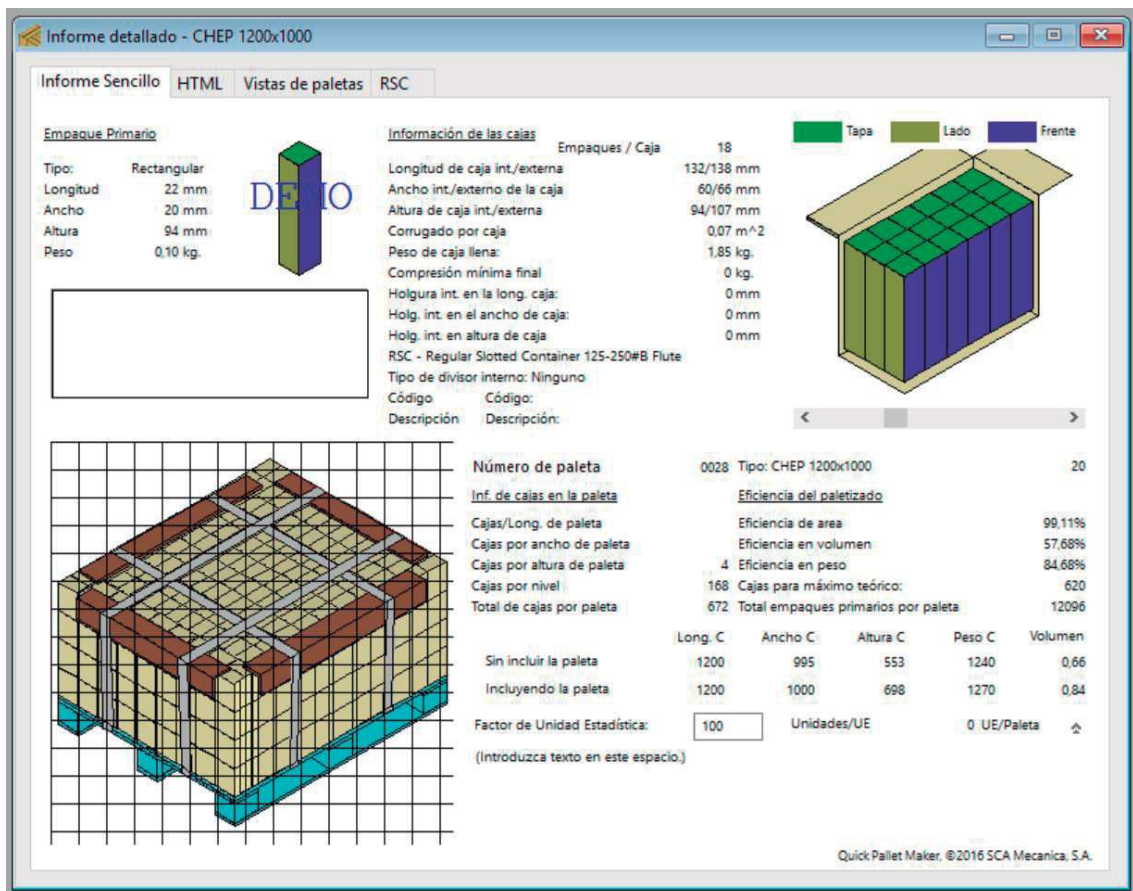 Informe detallado - CHEP 1200x1000
Informe Sencillo HTML Vistas de paletas RSC
Empaque Primario
Tipo: Rectangular
Longitud 22 mm
Ancho 20 mm
Altura 94 mm
Peso 0,10 kg.
DEMO
Información de las cajas
Empaques / Caja 18
Longitud de caja int./externa 132/138 mm
Ancho int./externo de la caja 60/66 mm
Altura de caja int./externa 94/107 mm
Corrugado por caja 0,07 m^2
Peso de caja llena: 1,85 kg.
Compresión mínima final 0 kg.
Holgura int. en la long. caja: 0 mm
Holg. int. en el ancho de caja: 0 mm
Holg. int. en altura de caja 0 mm
RSC - Regular Slotted Container 125-250#B Flute
Tipo de divisor interno: Ninguno
Código Código:
Descripción Descripción:
Tapa Lado Frente
Número de paleta 0028 Tipo: CHEP 1200x1000 20
Inf. de cajas en la paleta Eficiencia del paletizado
Cajas/Long. de paleta Eficiencia de area 99,11%
Cajas por ancho de paleta Eficiencia en volumen 57,68%
Cajas por altura de paleta 4 Eficiencia en peso 84,68%
Cajas por nivel 168 Cajas para máximo teórico: 620
Total de cajas por paleta 672 Total empaques primarios por paleta 12096
Long. C Ancho C Altura C Peso C Volumen
Sin incluir la paleta 1200 995 553 1240 0,66
Incluyendo la paleta 1200 1000 698 1270 0,84
Factor de Unidad Estadística: 100 Unidades/UE 0 UE/Paleta
(Introduzca texto en este espacio.)
Quick Pallet Maker, ©2016 SCA Mecanica, S.A.